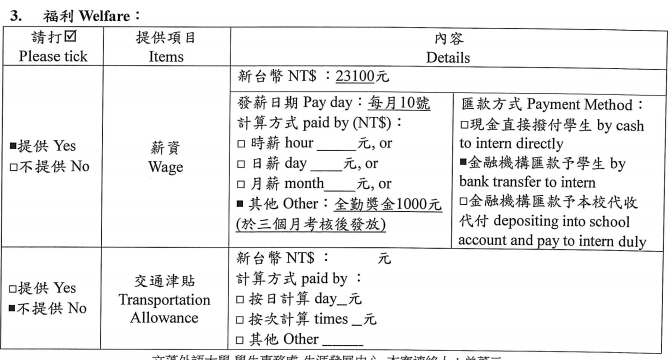 3. 福利 Welfare：
請打☑
Please tick
提供項目
Items
內容
Details
■提供 Yes
□不提供 No
薪資
Wage
新台幣 NT$ ：23100元
發薪日期 Pay day：每月10號
計算方式 paid by (NT$)：
□ 時薪 hour _____元, or
□ 日薪 day _____元, or
□ 月薪 month____元, or
■ 其他 Other：全勤獎金1000元
(於三個月考核後發放)
匯款方式 Payment Method：
□現金直接撥付學生 by cash
to intern directly
■金融機構匯款予學生 by
bank transfer to intern
□金融機構匯款予本校代收
代付 depositing into school
account and pay to intern duly
□提供 Yes
■不提供 No
交通津貼
Transportation
Allowance
新台幣 NT$ ： 元
計算方式 paid by ：
□ 按日計算 day_元
□ 按次計算 times _元
□ 其他 Other ______